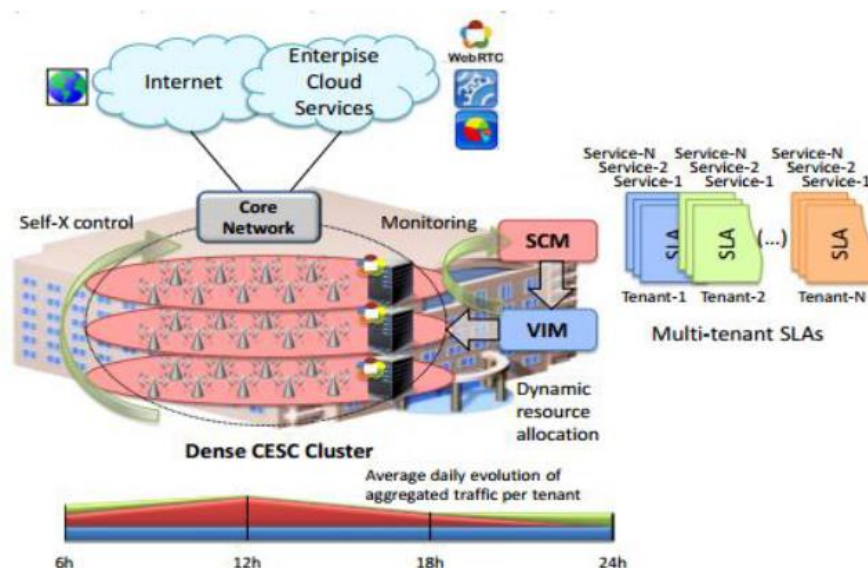 Internet
Enterpise
Cloud
Services
WebRTC
Core
Network
Self-X control
Monitoring
SCM
VIM
Dynamic
resource
allocation
Dense CESC Cluster
Service-N
Service-2
Service-1
SLA
Tenant-1
Service-N
Service-2
Service-1
SLA
Tenant-2
(...)
Service-N
Service-2
Service-1
SLA
Tenant-N
Multi-tenant SLAs
Average daily evolution of
aggregated traffic per tenant
6h
12h
18h
24h